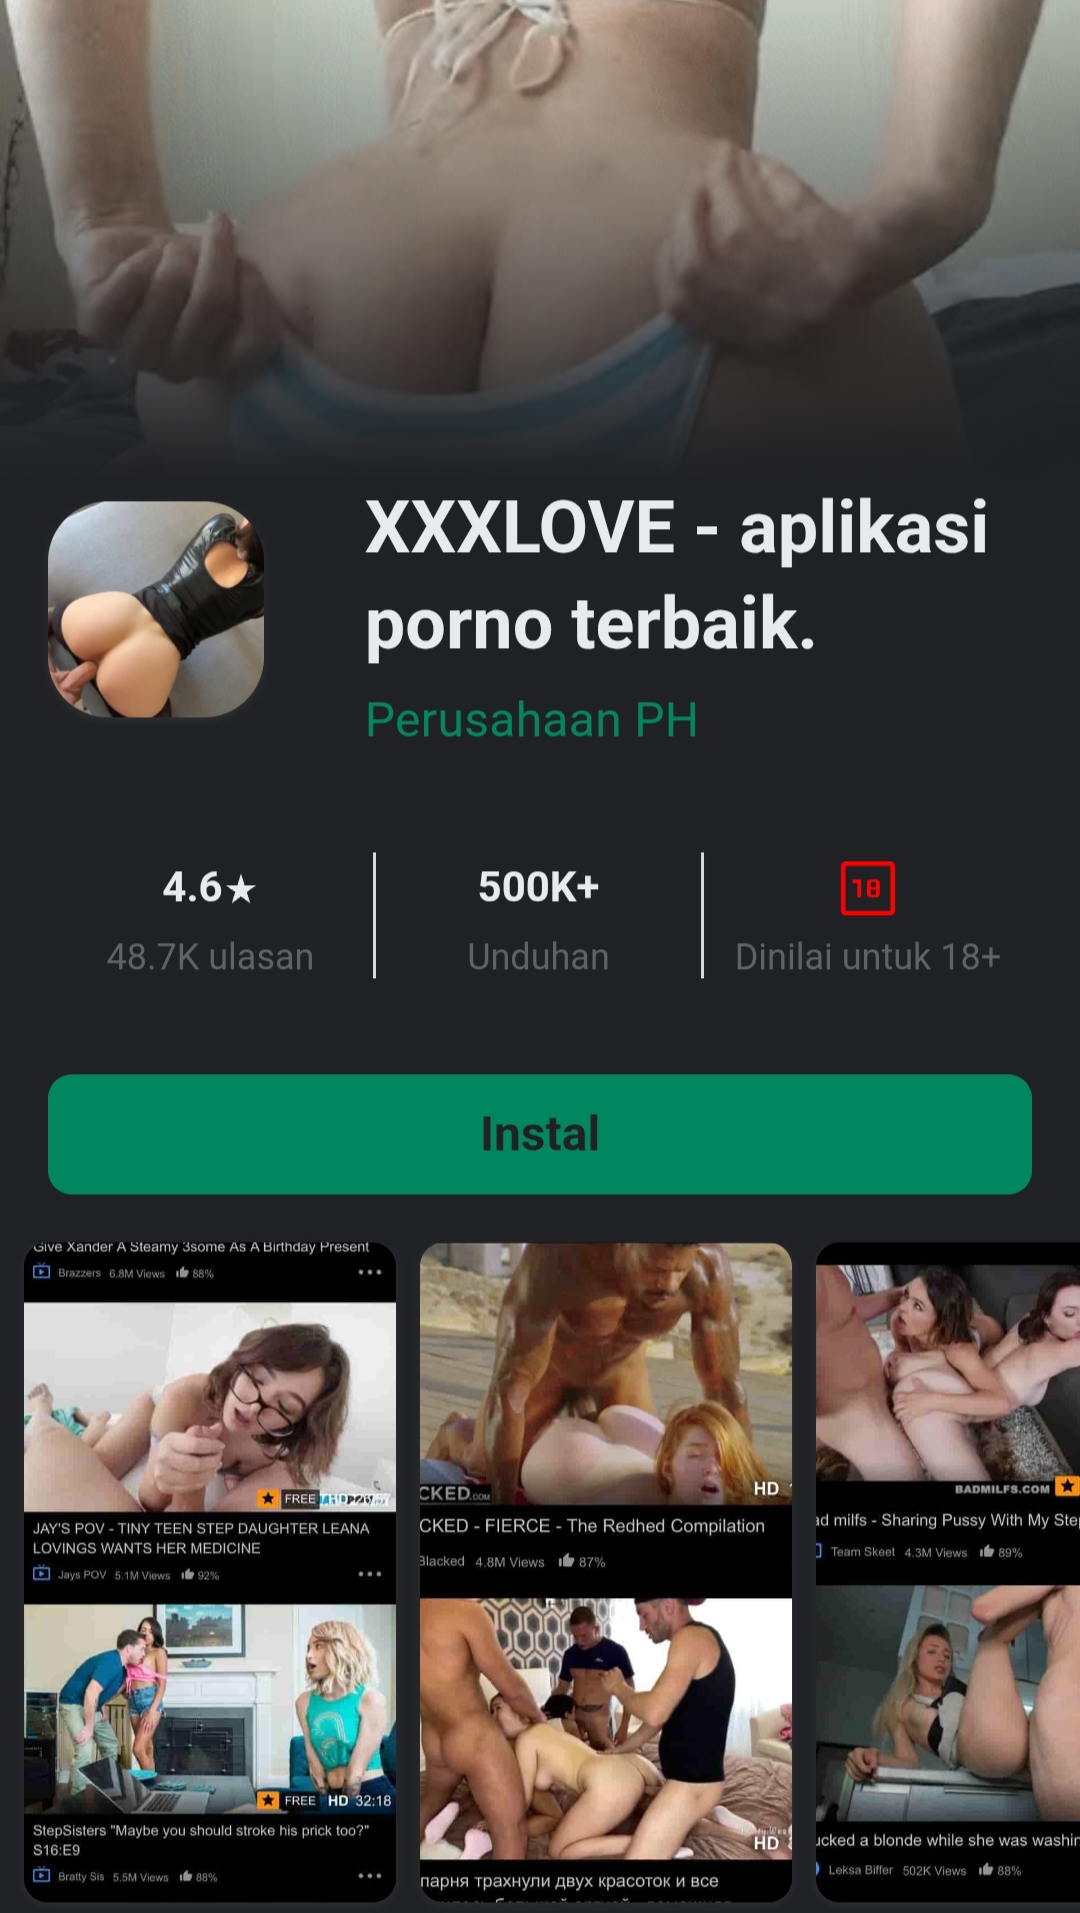 XXXLOVE - aplikasi
porno terbaik.
Perusahaan PH
4.6★
48.7K ulasan
500K+
Unduhan
18
Dinilai untuk 18+
Instal
Give Xander A Steamy 3some As A Birthday Present
Brazzers 6.8M Views 88%
FREE
JAY'S POV - TINY TEEN STEP DAUGHTER LEANA
LOVINGS WANTS HER MEDICINE
Jays POV 5.1M Views 92%
FREE HD 32:18
StepSisters "Maybe you should stroke his prick too?"
S16:E9
Bratty Sis 5.5M Views 88%
CKED.COM
HD
CKED - FIERCE - The Redhed Compilation
Blacked 4.8M Views 87%
HD
парня трахнули двух красоток и все
BADMILFS.COM
ad milfs - Sharing Pussy With My Step
Team Skeet 4.3M Views 89%
ucked a blonde while she was washin
Leksa Biffer 502K Views 88%